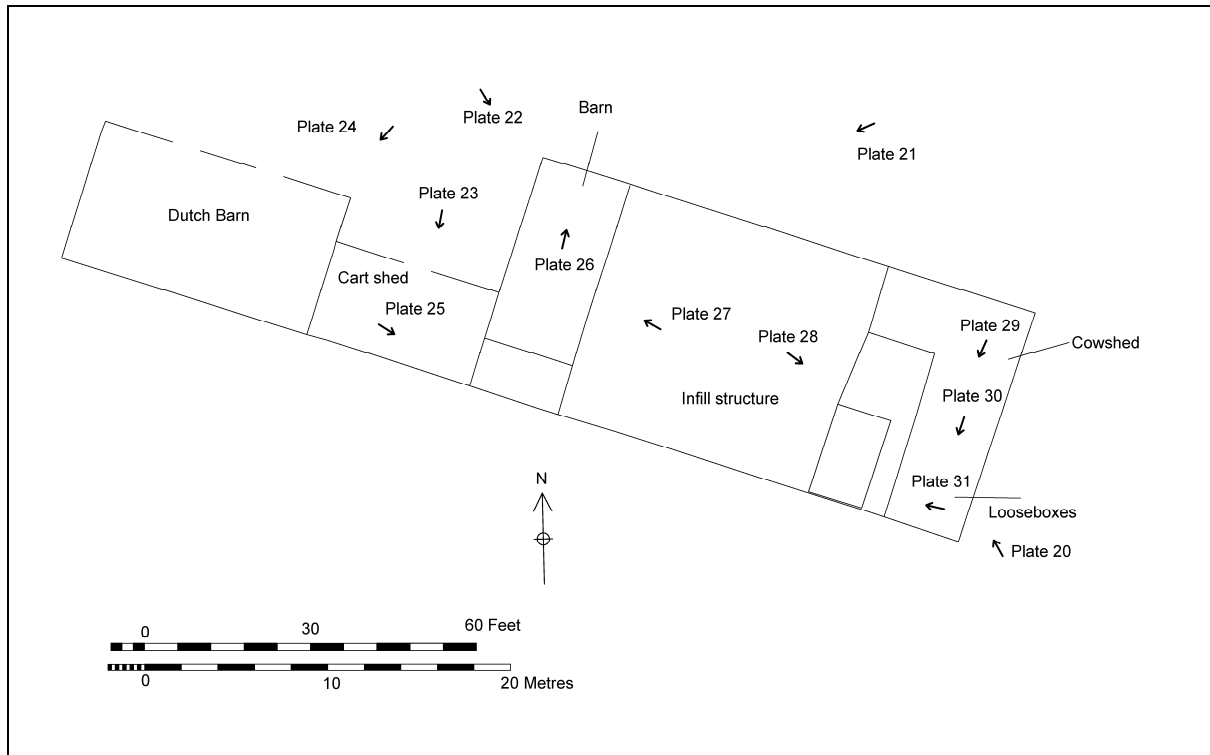 Barn
Plate 22
Plate 24
Plate 21
Plate 23
Dutch Barn
Plate 26
Cart shed
Plate 25
Plate 27
Plate 28
Plate 29
Cowshed
Plate 30
Infill structure
Plate 31
Looseboxes
Plate 20
N
0 30 60 Feet
0 10 20 Metres